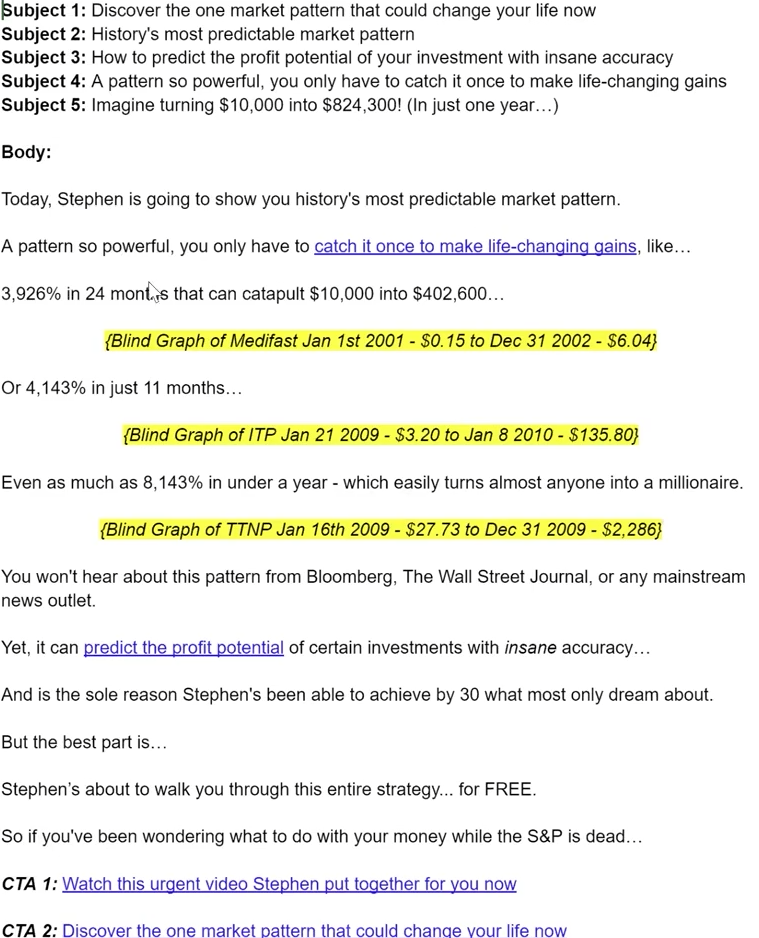 Subject 1: Discover the one market pattern that could change your life now
Subject 2: History's most predictable market pattern
Subject 3: How to predict the profit potential of your investment with insane accuracy
Subject 4: A pattern so powerful, you only have to catch it once to make life-changing gains
Subject 5: Imagine turning $10,000 into $824,300! (In just one year…)
Body:
Today, Stephen is going to show you history's most predictable market pattern.
A pattern so powerful, you only have to catch it once to make life-changing gains, like…
3,926% in 24 months that can catapult $10,000 into $402,600…
{Blind Graph of Medifast Jan 1st 2001 - $0.15 to Dec 31 2002 - $6.04}
Or 4,143% in just 11 months…
{Blind Graph of ITP Jan 21 2009 - $3.20 to Jan 8 2010 - $135.80}
Even as much as 8,143% in under a year - which easily turns almost anyone into a millionaire.
{Blind Graph of TTNP Jan 16th 2009 - $27.73 to Dec 31 2009 - $2,286}
You won't hear about this pattern from Bloomberg, The Wall Street Journal, or any mainstream
news outlet.
Yet, it can predict the profit potential of certain investments with insane accuracy…
And is the sole reason Stephen's been able to achieve by 30 what most only dream about.
But the best part is…
Stephen’s about to walk you through this entire strategy... for FREE.
So if you've been wondering what to do with your money while the S&P is dead…
CTA 1: Watch this urgent video Stephen put together for you now
CTA 2: Discover the one market pattern that could change your life now